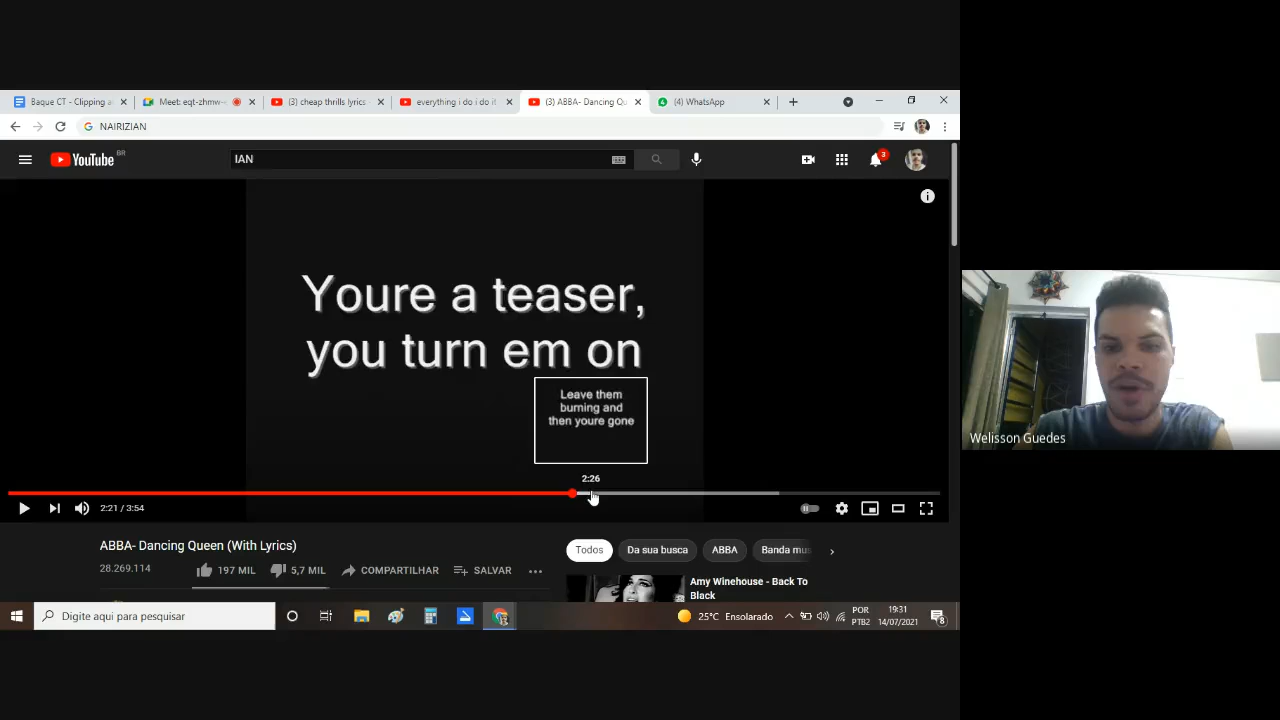 Baque CT - Clipping a
Meet: eqt-zhmw-
(3) cheap thrills lyrics -
everything i do i do it
(3) ABBA- Dancing Qu
(4) WhatsApp
NAIRIZIAN
YouTube BR
IAN
3
Youre a teaser,
you turn em on
Leave them
burning and
then youre gone
2:26
2:21 / 3:54
ABBA- Dancing Queen (With Lyrics)
28.269.114
197 MIL
5,7 MIL
COMPARTILHAR
SALVAR
Todos
Da sua busca
ABBA
Banda mu
Amy Winehouse - Back To
Black
Digite aqui para pesquisar
25°C Ensolarado
POR
PTB2
19:31
14/07/2021
8
Welisson Guedes